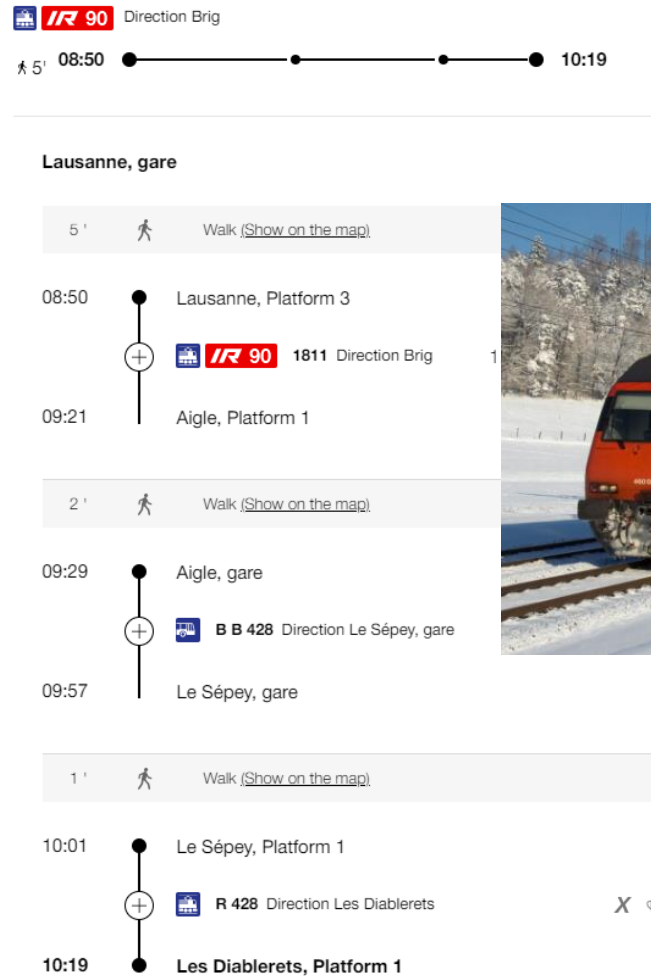 IR 90 Direction Brig
5' 08:50 10:19
Lausanne, gare
5 ' Walk (Show on the map)
08:50 Lausanne, Platform 3
IR 90 1811 Direction Brig 1
09:21 Aigle, Platform 1
2 ' Walk (Show on the map)
09:29 Aigle, gare
B B 428 Direction Le Sépey, gare
09:57 Le Sépey, gare
1 ' Walk (Show on the map)
10:01 Le Sépey, Platform 1
R 428 Direction Les Diablerets X
10:19 Les Diablerets, Platform 1